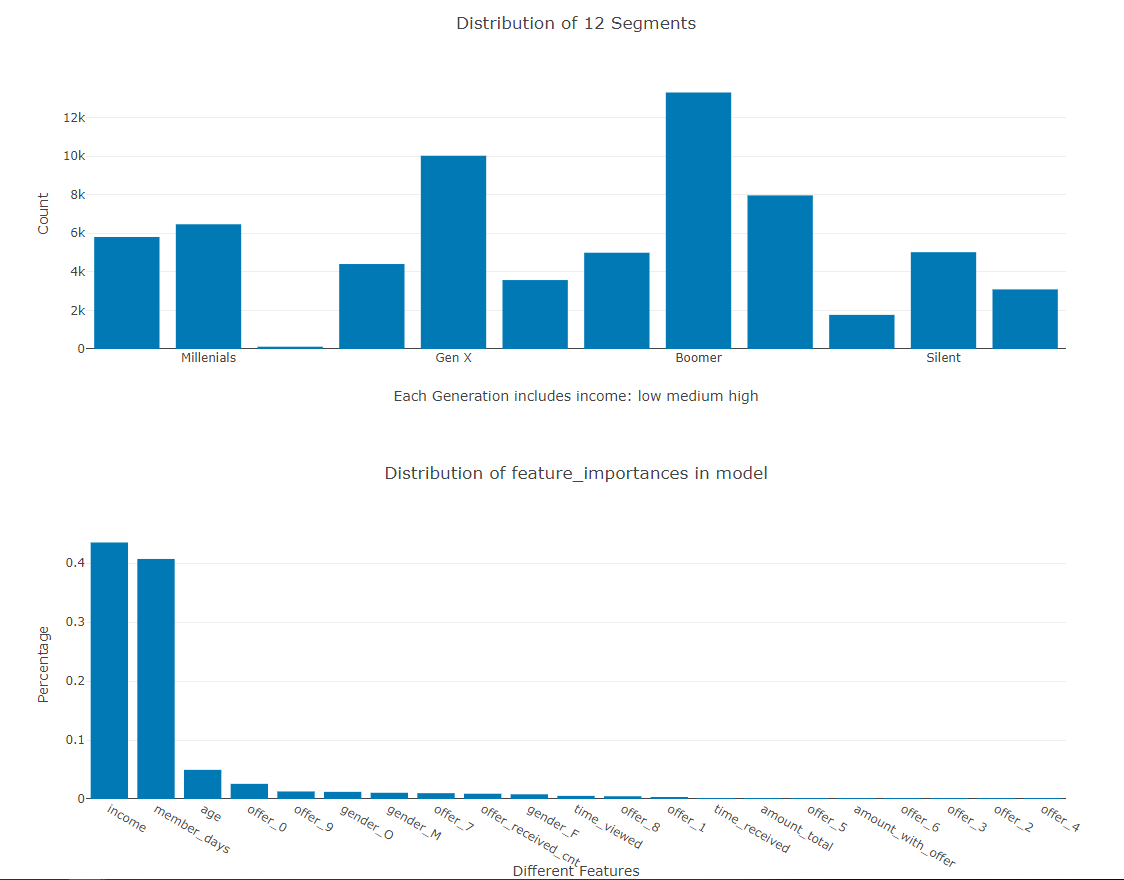 Distribution of 12 Segments
12k
10k
8k
6k
4k
2k
0
Count
Millenials Gen X Boomer Silent
Each Generation includes income: low medium high
Distribution of feature_importances in model
0.4
0.3
0.2
0.1
0
Percentage
income member_days age offer_0 offer_9 gender_O gender_M offer_7 offer_received_cnt gender_F time_viewed offer_8 offer_1 time_received amount_total offer_5 amount_with_offer offer_6 offer_3 offer_2 offer_4
Different Features